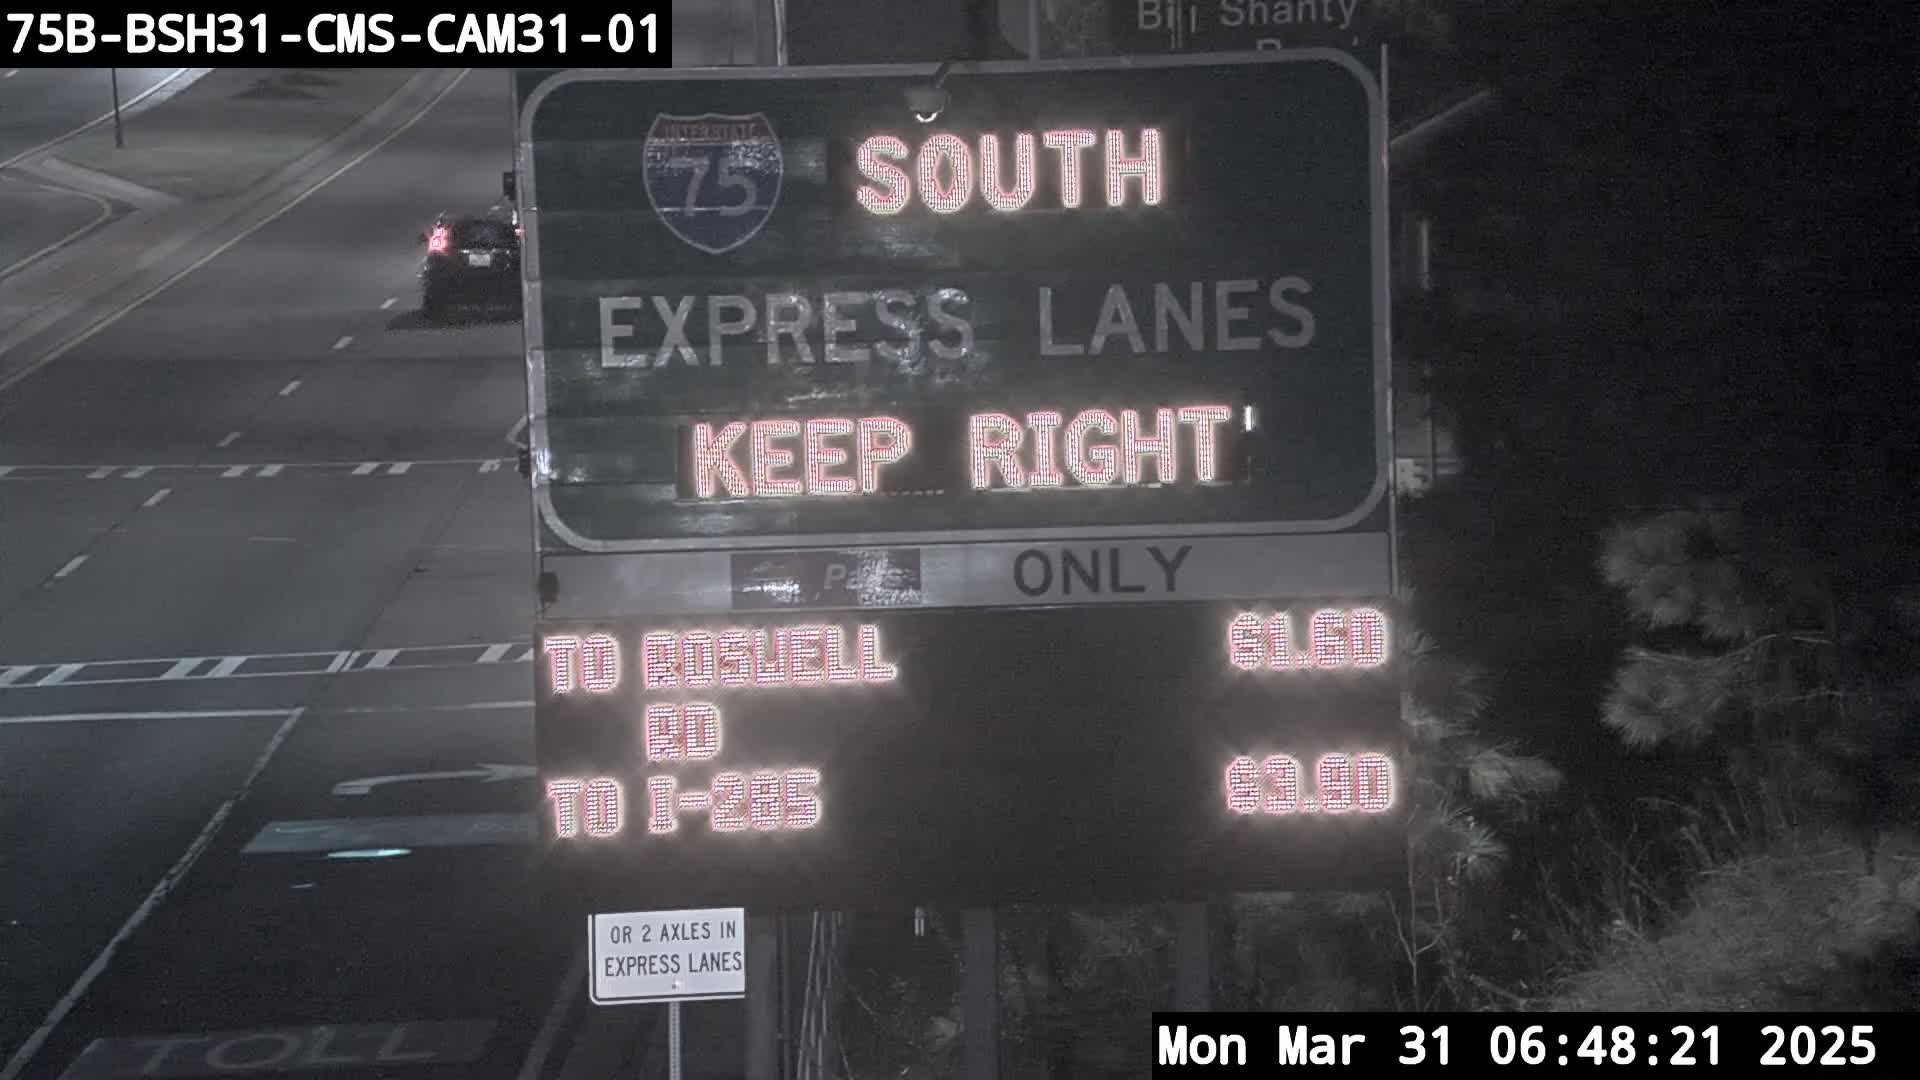 75B-BSH31-CMS-CAM31-01
Bill Shanty
INTERSTATE
75
SOUTH
EXPRESS LANES
KEEP RIGHT
ONLY
TO ROSWELL $1.60
RD
TO I-285 $3.90
OR 2 AXLES IN
EXPRESS LANES
TOLL
Mon Mar 31 06:48:21 2025